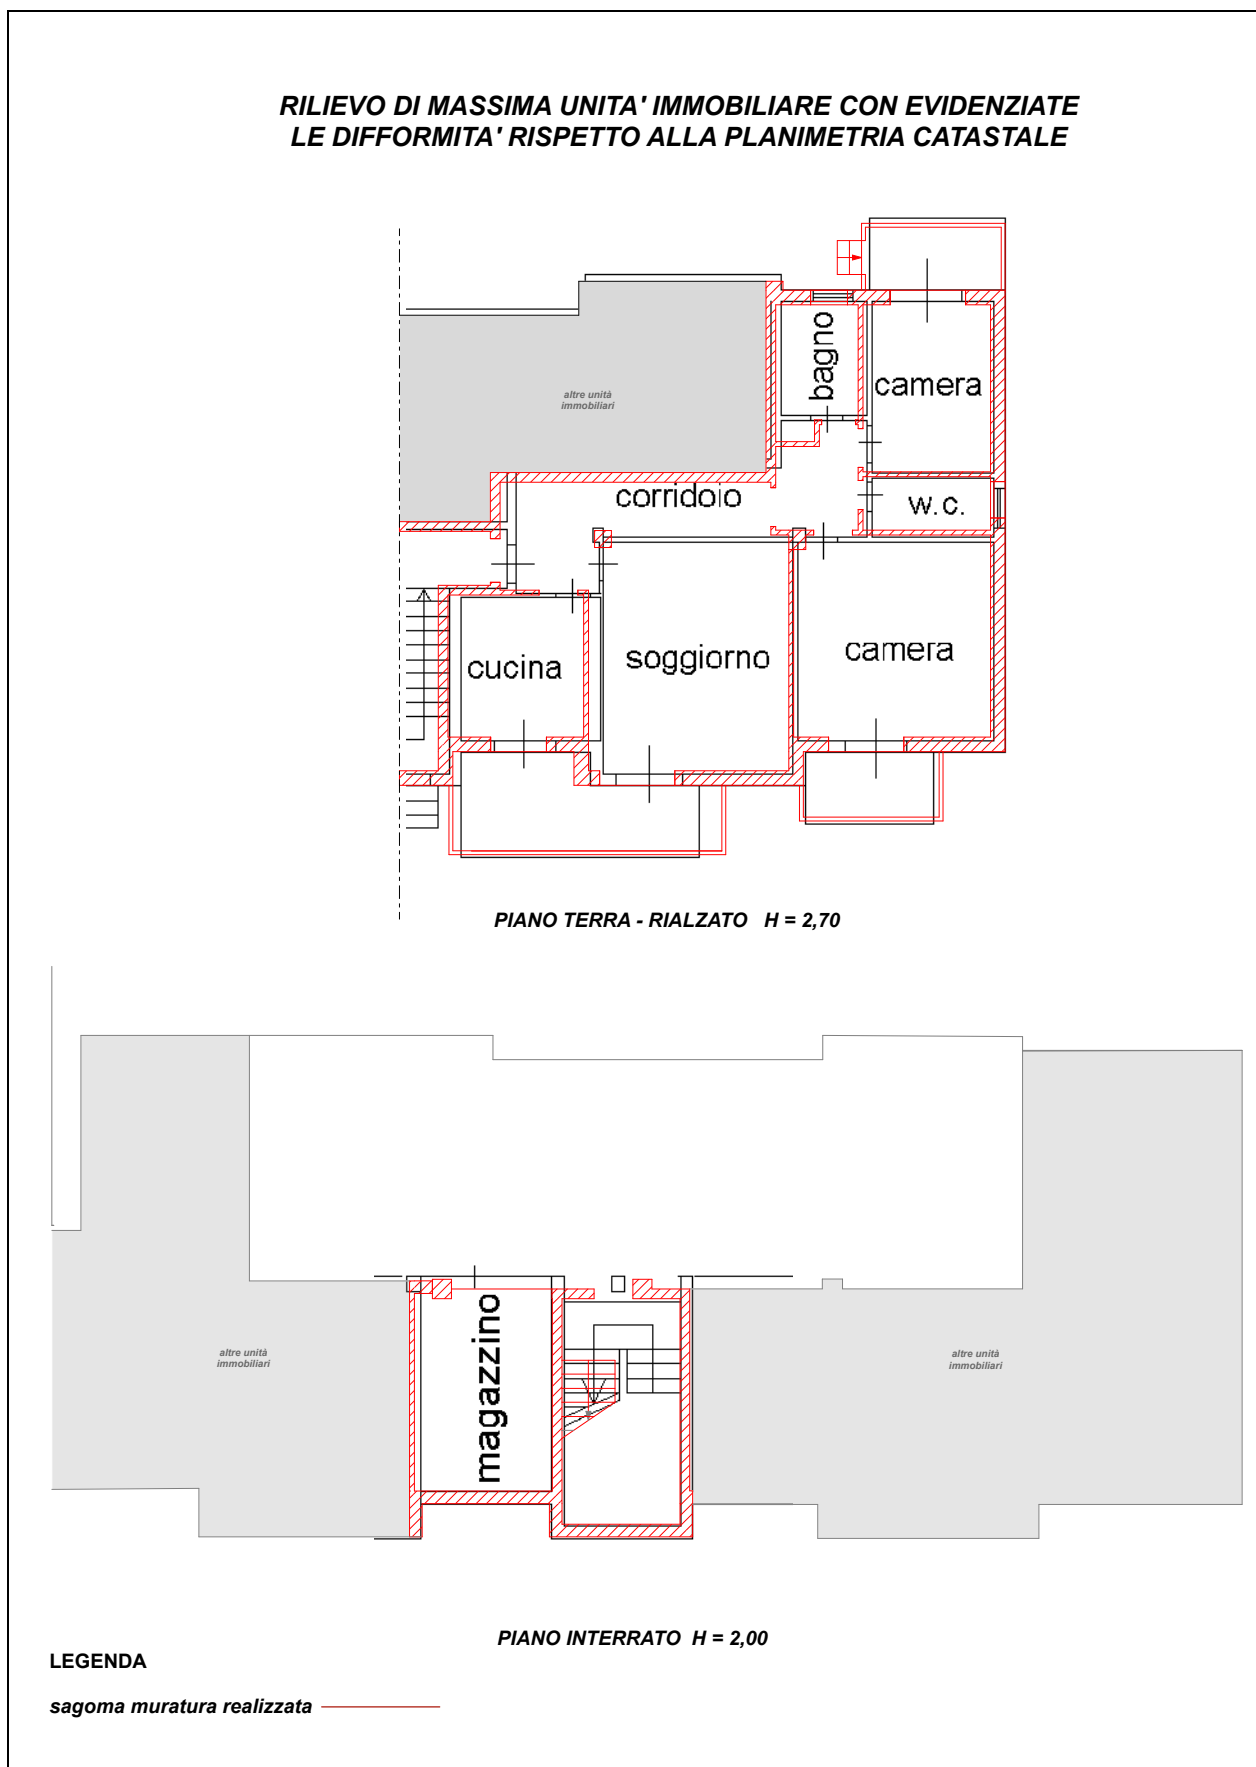 RILIEVO DI MASSIMA UNITA' IMMOBILIARE CON EVIDENZIATE
LE DIFFORMITA' RISPETTO ALLA PLANIMETRIA CATASTALE
bagno
camera
altre unità
immobiliari
corridoio
w.c.
cucina
soggiorno
camera
PIANO TERRA - RIALZATO H = 2,70
magazzino
altre unità
immobiliari
altre unità
immobiliari
PIANO INTERRATO H = 2,00
LEGENDA
sagoma muratura realizzata